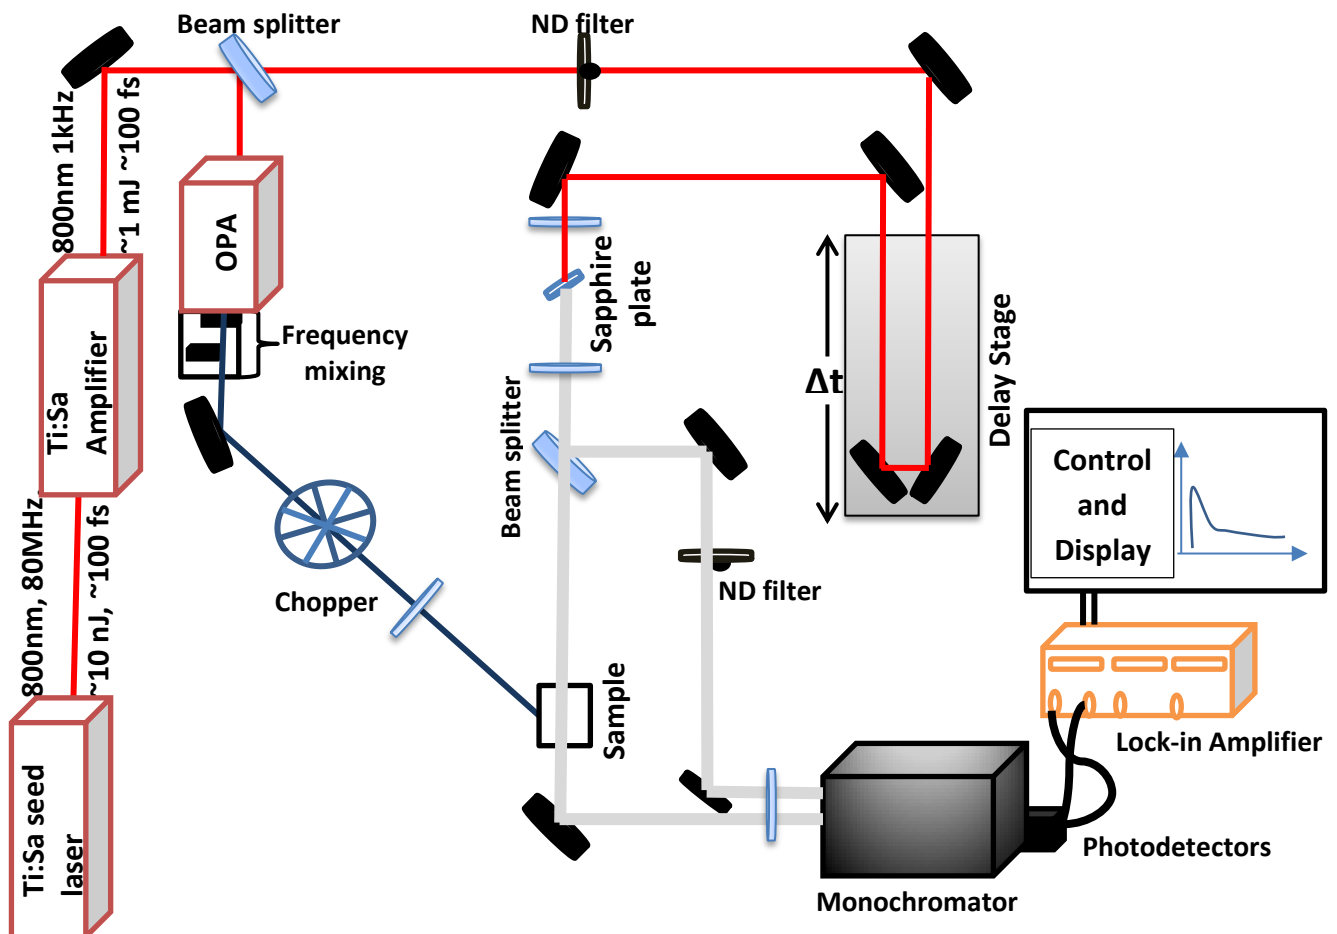 Beam splitter
ND filter
800nm 1kHz
~1 mJ ~100 fs
OPA
Sapphire
plate
Frequency
mixing
Δt
Delay Stage
Ti:Sa
Amplifier
Beam splitter
Control
and
Display
800nm, 80MHz
~10 nJ, ~100 fs
Chopper
ND filter
Sample
Lock-in Amplifier
Ti:Sa seed
laser
Photodetectors
Monochromator